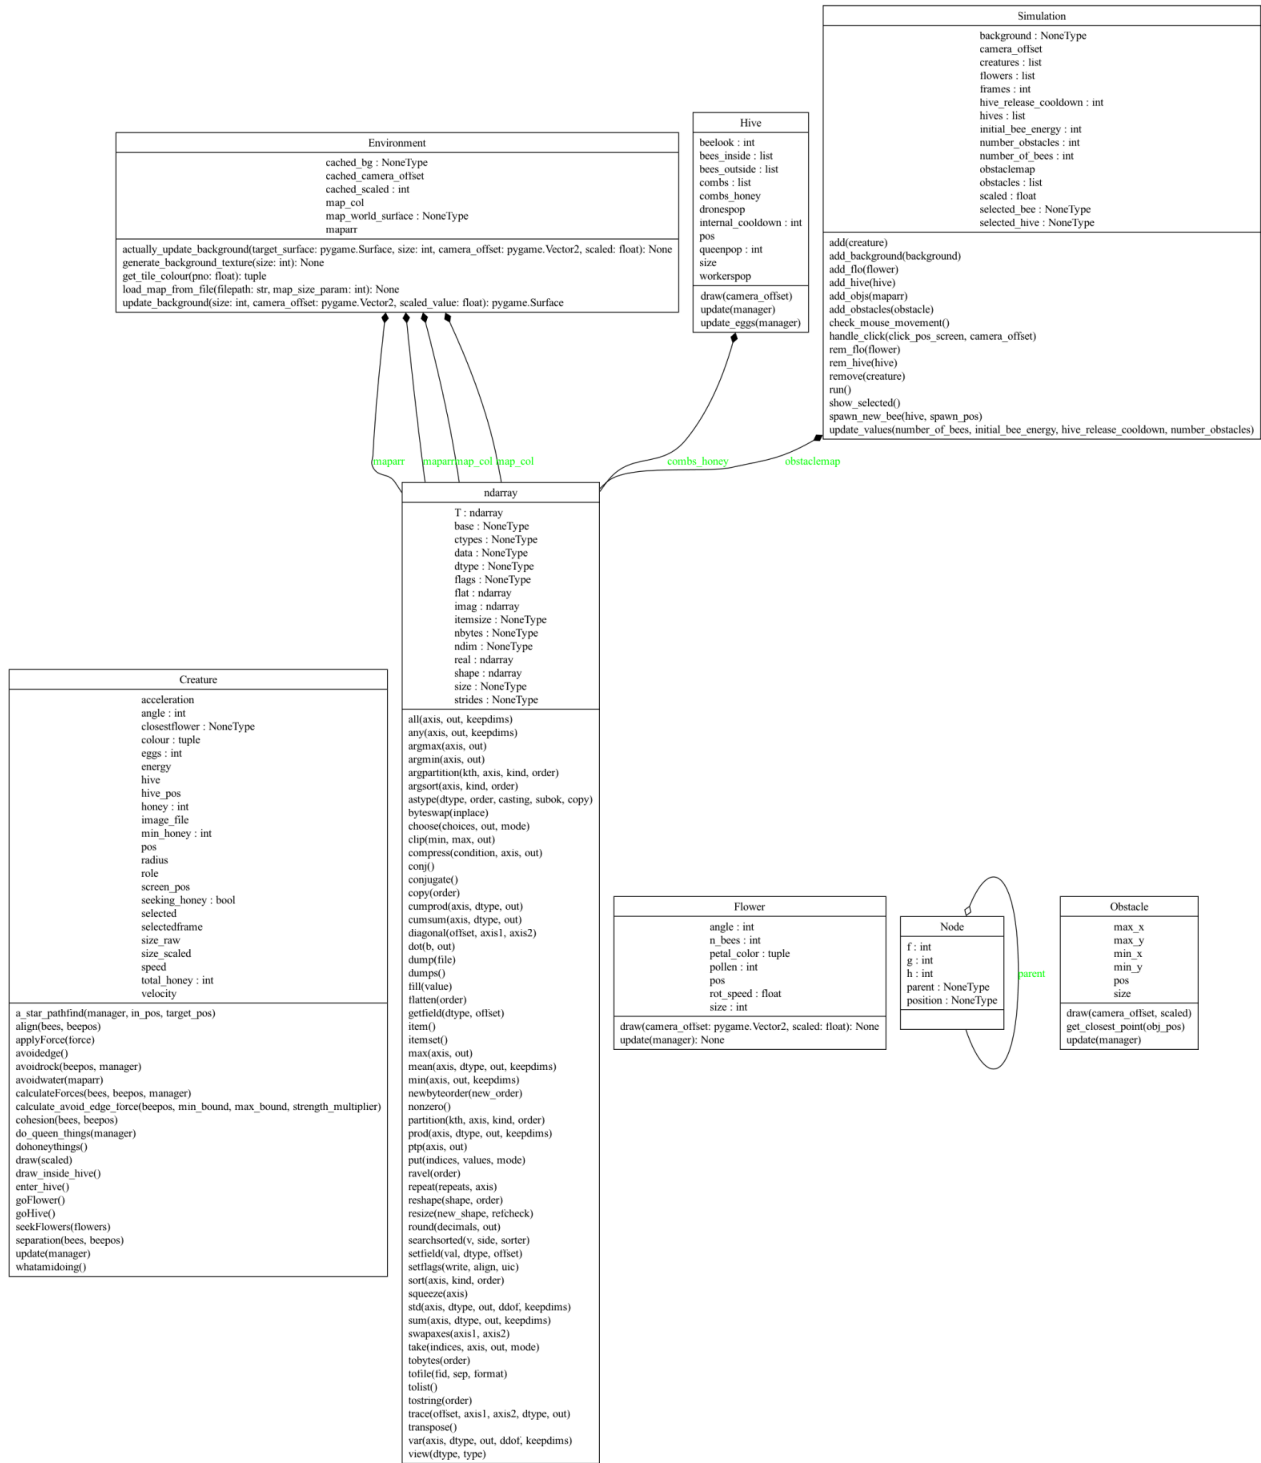 Simulation
background : NoneType
camera_offset
creatures : list
flowers : list
frames : int
hive_release_cooldown : int
hives : list
initial_bee_energy : int
number_obstacles : int
number_of_bees : int
obstaclemap
obstacles : list
scaled : float
selected_bee : NoneType
selected_hive : NoneType
add(creature)
add_background(background)
add_flo(flower)
add_hive(hive)
add_objs(maparr)
add_obstacles(obstacle)
check_mouse_movement()
handle_click(click_pos_screen, camera_offset)
rem_flo(flower)
rem_hive(hive)
remove(creature)
run()
show_selected()
spawn_new_bee(hive, spawn_pos)
update_values(number_of_bees, initial_bee_energy, hive_release_cooldown, number_obstacles)
Hive
beelook : int
bees_inside : list
bees_outside : list
combs : list
combs_honey
dronespop
internal_cooldown : int
pos
queenpop : int
size
workerspop
draw(camera_offset)
update(manager)
update_eggs(manager)
Environment
cached_bg : NoneType
cached_camera_offset
cached_scaled : int
map_col
map_world_surface : NoneType
maparr
actually_update_background(target_surface: pygame.Surface, size: int, camera_offset: pygame.Vector2, scaled: float): None
generate_background_texture(size: int): None
get_tile_colour(pno: float): tuple
load_map_from_file(filepath: str, map_size_param: int): None
update_background(size: int, camera_offset: pygame.Vector2, scaled_value: float): pygame.Surface
maparr
maparr
map_col
map_col
combs_honey
obstaclemap
ndarray
T : ndarray
base : NoneType
ctypes : NoneType
data : NoneType
dtype : NoneType
flags : NoneType
flat : ndarray
imag : ndarray
itemsize : NoneType
nbytes : NoneType
ndim : NoneType
real : ndarray
shape : ndarray
size : NoneType
strides : NoneType
all(axis, out, keepdims)
any(axis, out, keepdims)
argmax(axis, out)
argmin(axis, out)
argpartition(kth, axis, kind, order)
argsort(axis, kind, order)
astype(dtype, order, casting, subok, copy)
byteswap(inplace)
choose(choices, out, mode)
clip(min, max, out)
compress(condition, axis, out)
conj()
conjugate()
copy(order)
cumprod(axis, dtype, out)
cumsum(axis, dtype, out)
diagonal(offset, axis1, axis2)
dot(b, out)
dump(file)
dumps()
fill(value)
flatten(order)
getfield(dtype, offset)
item()
itemset()
max(axis, out)
mean(axis, dtype, out, keepdims)
min(axis, out, keepdims)
newbyteorder(new_order)
nonzero()
partition(kth, axis, kind, order)
prod(axis, dtype, out, keepdims)
ptp(axis, out)
put(indices, values, mode)
ravel(order)
repeat(repeats, axis)
reshape(shape, order)
resize(new_shape, refcheck)
round(decimals, out)
searchsorted(v, side, sorter)
setfield(val, dtype, offset)
setflags(write, align, uic)
sort(axis, kind, order)
squeeze(axis)
std(axis, dtype, out, ddof, keepdims)
sum(axis, dtype, out, keepdims)
swapaxes(axis1, axis2)
take(indices, axis, out, mode)
tobytes(order)
tofile(fid, sep, format)
tolist()
tostring(order)
trace(offset, axis1, axis2, dtype, out)
transpose()
var(axis, dtype, out, ddof, keepdims)
view(dtype, type)
Creature
acceleration
angle : int
closestflower : NoneType
colour : tuple
eggs : int
energy
hive
hive_pos
honey : int
image_file
min_honey : int
pos
radius
role
screen_pos
seeking_honey : bool
selected
selectedframe
size_raw
size_scaled
speed
total_honey : int
velocity
a_star_pathfind(manager, in_pos, target_pos)
align(bees, beepos)
applyForce(force)
avoidedge()
avoidrock(beepos, manager)
avoidwater(maparr)
calculateForces(bees, beepos, manager)
calculate_avoid_edge_force(beepos, min_bound, max_bound, strength_multiplier)
cohesion(bees, beepos)
do_queen_things(manager)
dohoneythings()
draw(scaled)
draw_inside_hive()
enter_hive()
goFlower()
goHive()
seekFlowers(flowers)
separation(bees, beepos)
update(manager)
whatamidoing()
Flower
angle : int
n_bees : int
petal_color : tuple
pollen : int
pos
rot_speed : float
size : int
draw(camera_offset: pygame.Vector2, scaled: float): None
update(manager): None
Node
f : int
g : int
h : int
parent : NoneType
position : NoneType
parent
Obstacle
max_x
max_y
min_x
min_y
pos
size
draw(camera_offset, scaled)
get_closest_point(obj_pos)
update(manager)